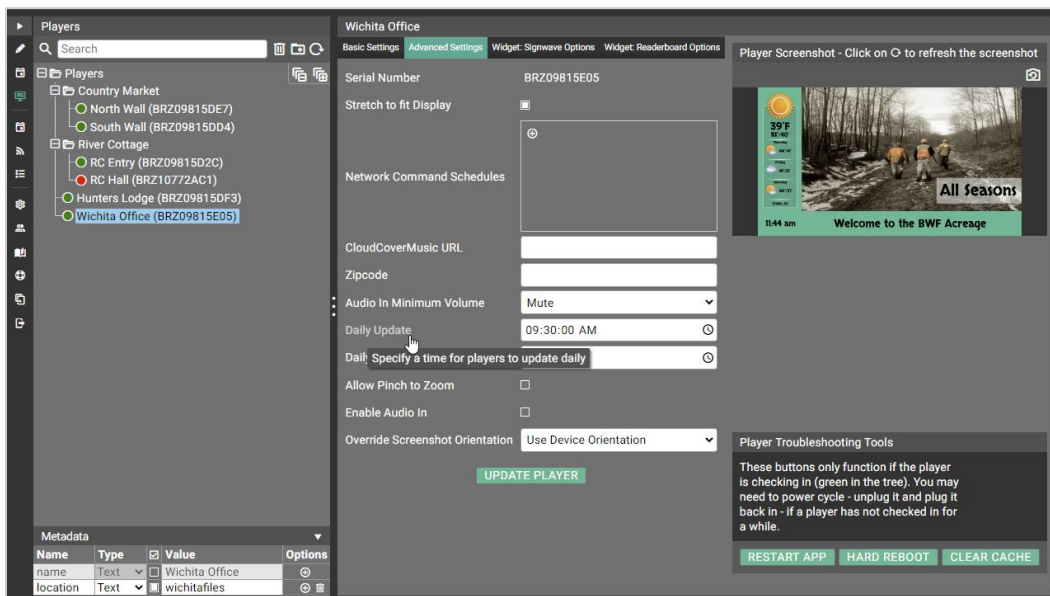 Players
Search
Players
Country Market
North Wall (BRZ09815DE7)
South Wall (BRZ09815DD4)
River Cottage
RC Entry (BRZ09815D2C)
RC Hall (BRZ10772AC1)
Hunters Lodge (BRZ09815DF3)
Wichita Office (BRZ09815E05)
Metadata
Name Type Value Options
name Text Wichita Office
location Text wichitafiles
Wichita Office
Basic Settings Advanced Settings Widget: Signwave Options Widget: Readerboard Options
Serial Number BRZ09815E05
Stretch to fit Display
Network Command Schedules
CloudCoverMusic URL
Zipcode
Audio In Minimum Volume Mute
Daily Update 09:30:00 AM
Specify a time for players to update daily
Allow Pinch to Zoom
Enable Audio In
Override Screenshot Orientation Use Device Orientation
UPDATE PLAYER
Player Screenshot - Click on to refresh the screenshot
39°F
All Seasons
11:44 am Welcome to the BWF Acreage
Player Troubleshooting Tools
These buttons only function if the player
is checking in (green in the tree). You may
need to power cycle - unplug it and plug it
back in - if a player has not checked in for
a while.
RESTART APP HARD REBOOT CLEAR CACHE